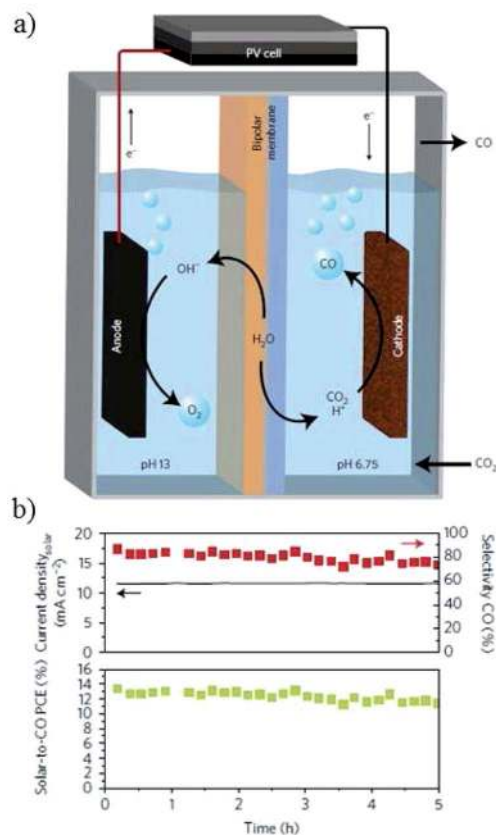 a)
PV cell
CO
e⁻
Bipolar
membrane
e⁻
OH⁻
CO
Anode
H₂O
Cathode
O₂
CO₂
H⁺
pH 13
pH 6.75
CO₂
b)
Current density_solar
(mA cm⁻²)
20
15
10
5
0
100
80
60
40
20
0
Selectivity CO (%)
Solar-to-CO PCE (%)
16
14
12
10
8
6
4
2
0
0 1 2 3 4 5
Time (h)